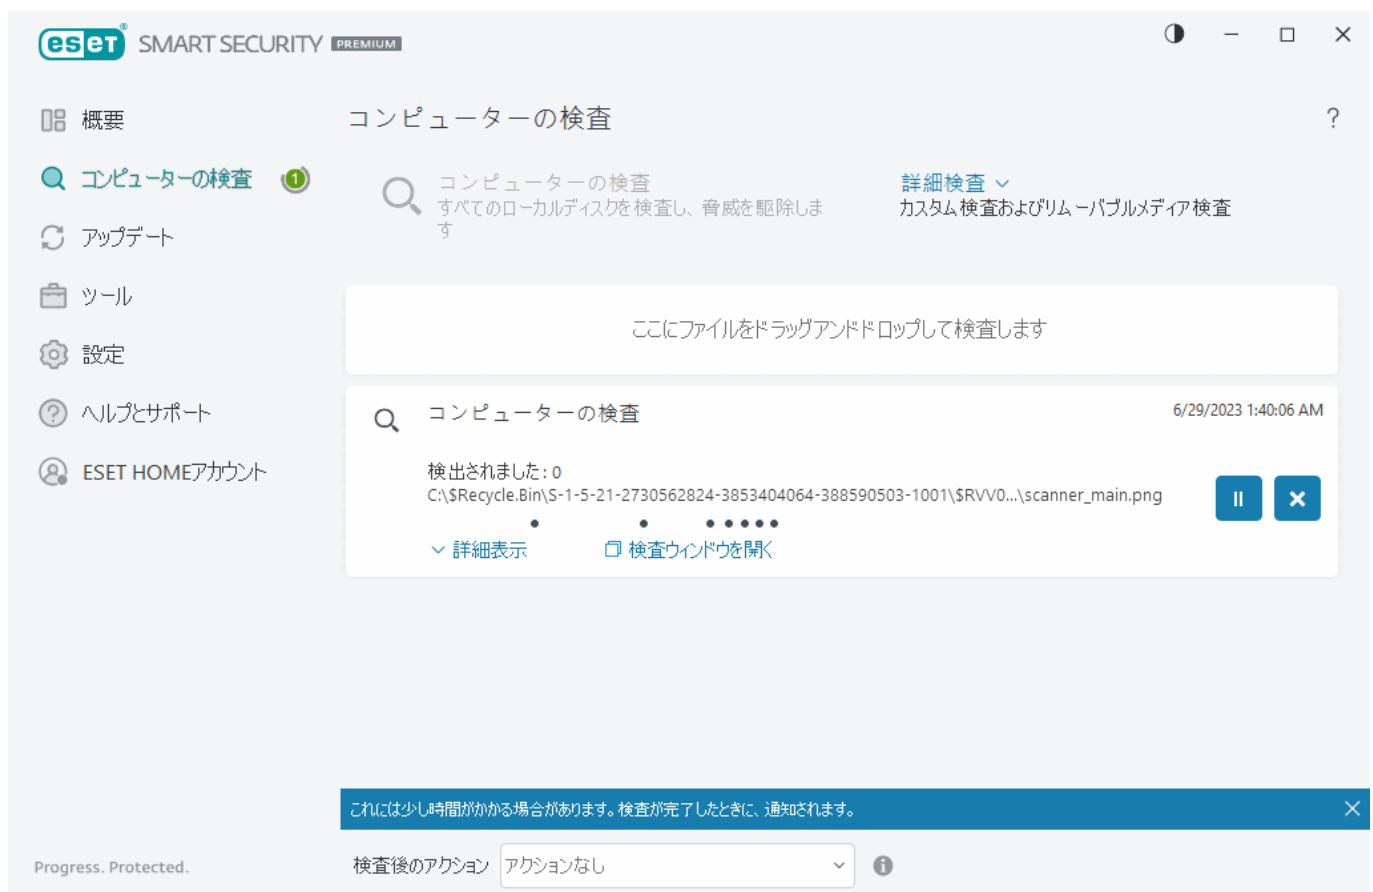 eset® SMART SECURITY PREMIUM
概要
コンピューターの検査 1
アップデート
ツール
設定
ヘルプとサポート
ESET HOMEアカウント
コンピューターの検査
?
コンピューターの検査
すべてのローカルディスクを検査し、脅威を駆除しま
す
詳細検査
カスタム検査およびリムーバブルメディア検査
ここにファイルをドラッグアンドドロップして検査します
コンピューターの検査
6/29/2023 1:40:06 AM
検出されました: 0
C:\$Recycle.Bin\S-1-5-21-2730562824-3853404064-388590503-1001\$RVV0...\scanner_main.png
詳細表示
検査ウィンドウを開く
これには少し時間がかかる場合があります。検査が完了したときに、通知されます。
Progress. Protected.
検査後のアクション アクションなし